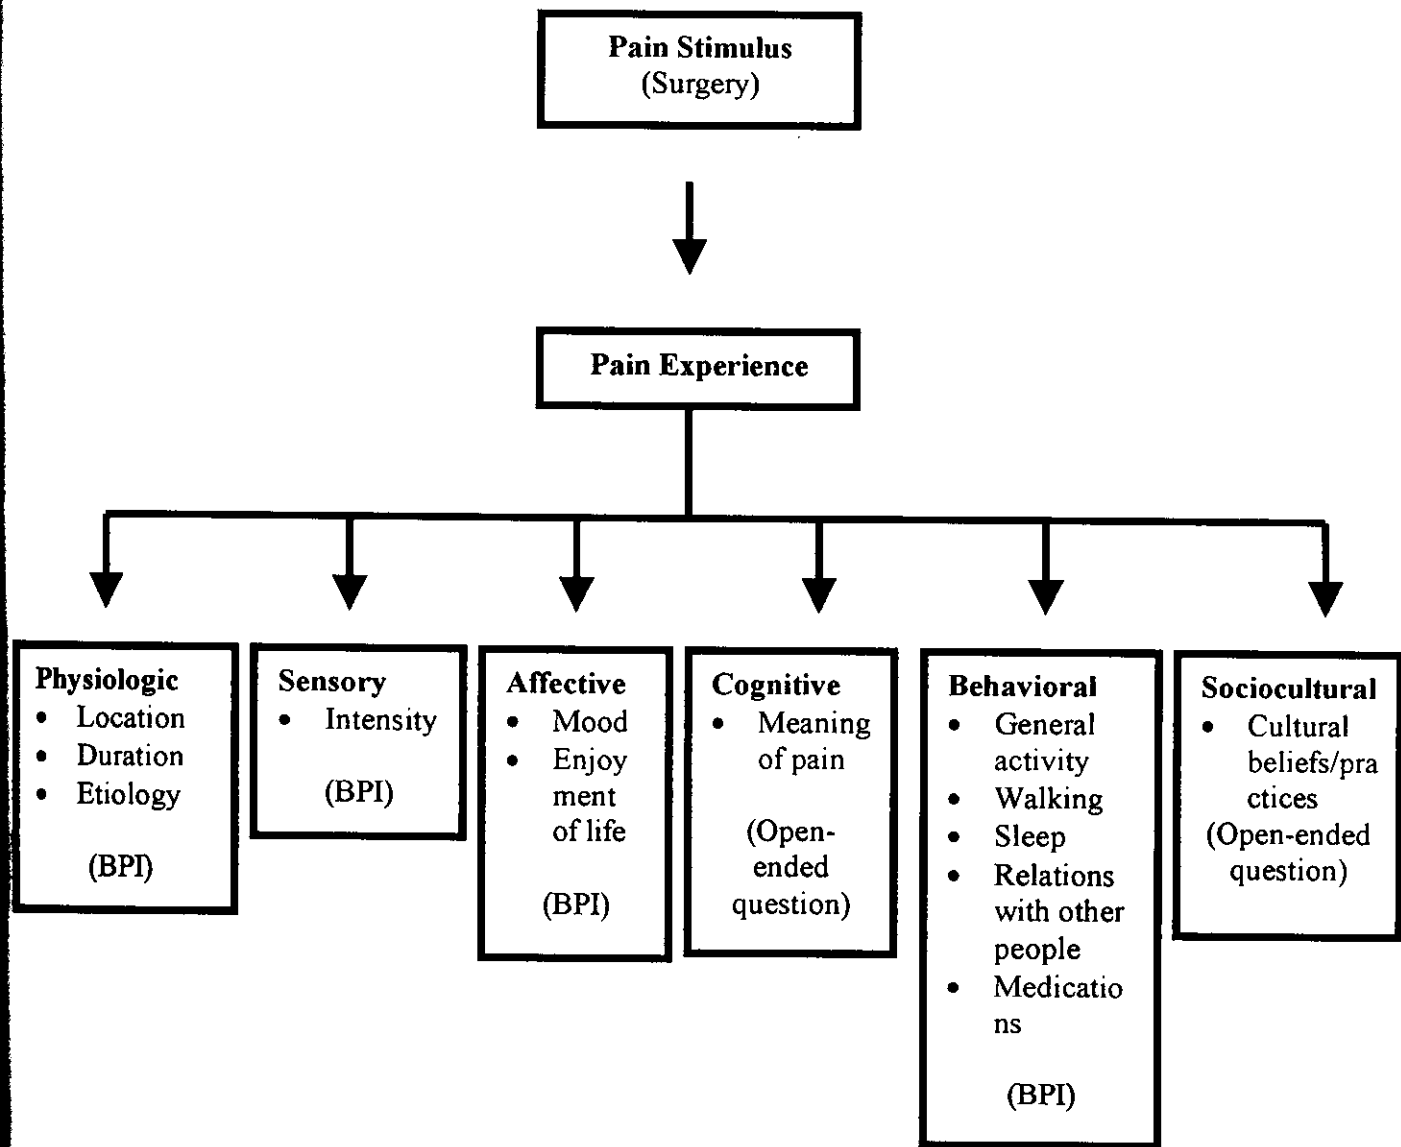 Pain Stimulus
(Surgery)
Pain Experience
Physiologic
• Location
• Duration
• Etiology
(BPI)
Sensory
• Intensity
(BPI)
Affective
• Mood
• Enjoy
ment
of life
(BPI)
Cognitive
• Meaning
of pain
(Open-
ended
question)
Behavioral
• General
activity
• Walking
• Sleep
• Relations
with other
people
• Medicatio
ns
(BPI)
Sociocultural
• Cultural
beliefs/pra
ctices
(Open-ended
question)